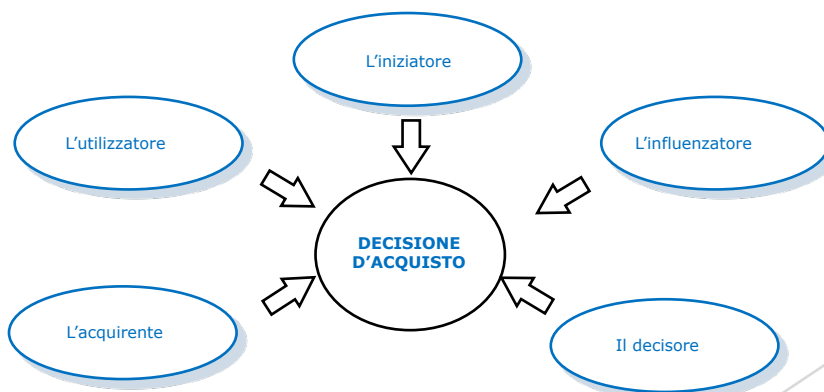 L’iniziatore
L’utilizzatore
L’influenzatore
DECISIONE
D’ACQUISTO
L’acquirente
Il decisore